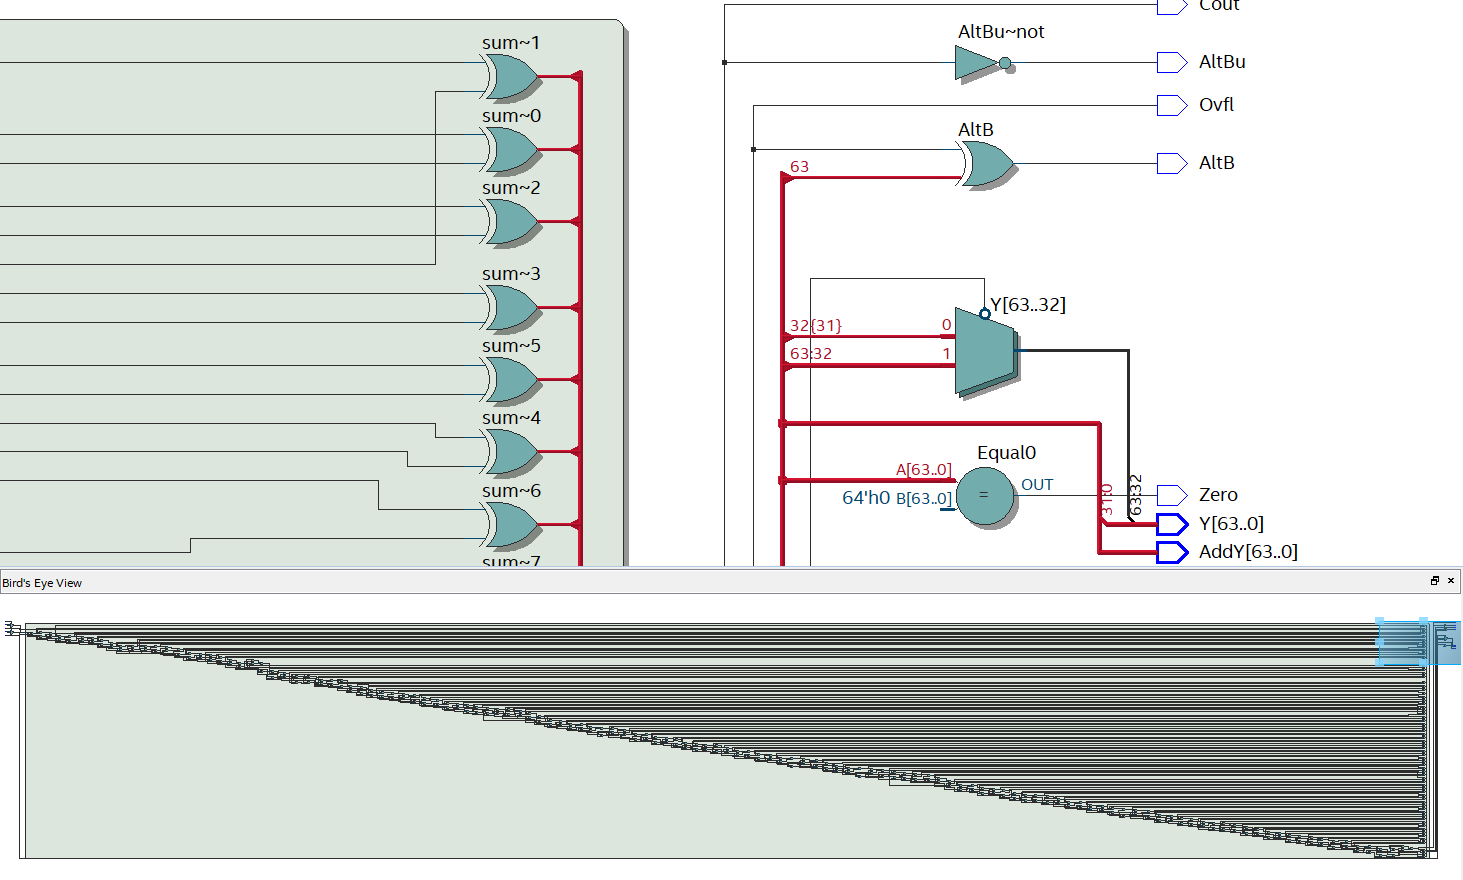 sum~1
sum~0
sum~2
sum~3
sum~5
sum~4
sum~6
sum~7
Cout
AltBu~not
AltBu
Ovfl
AltB
63
AltB
Y[63..32]
32{31}
0
63:32
1
Equal0
A[63..0]
64'h0 B[63..0]
=
OUT
31:0
63:32
Zero
Y[63..0]
AddY[63..0]
Bird's Eye View